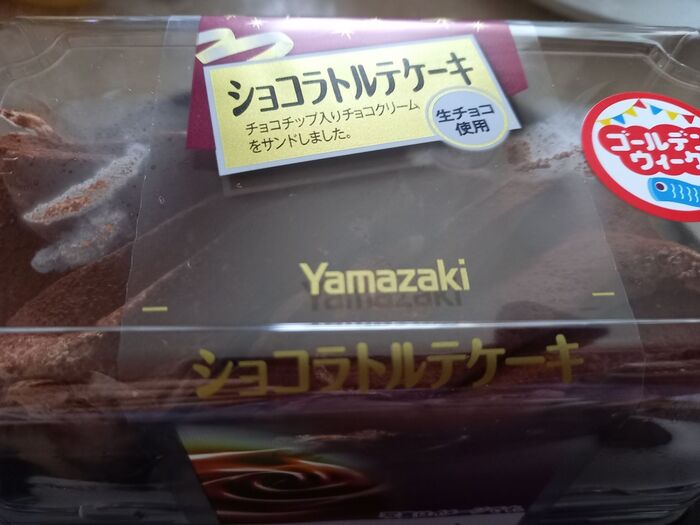 ショコラトルテケーキ
チョコチップ入りチョコクリーム
をサンドしました。
生チョコ
使用
ゴールデン
ウィーク
Yamazaki
ショコラトルテケーキ